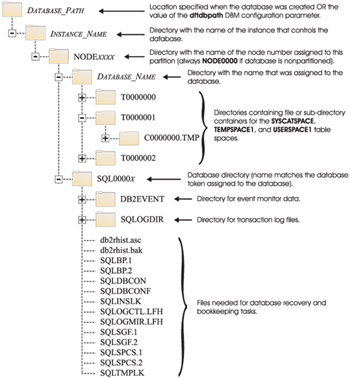 DATABASE_PATH
Location specified when the database was created OR the
value of the dftdbpath DBM configuration parameter.
INSTANCE_NAME
Directory with the name of the instance that controls the
database.
NODExxxx
Directory with the name of the node number assigned to this
partition (always NODE0000 if database is nonpartitioned).
DATABASE_NAME
Directory with the name that was assigned to the
database.
T0000000
T0000001
C0000000.TMP
T0000002
Directories containing file or sub-directory
containers for the SYSCATSPACE,
TEMPSPACE1, and USERSPACE1 table
spaces.
SQL0000X
Database directory (name matches the database
token assigned to the database).
DB2EVENT
Directory for event monitor data.
SQLOGDIR
Directory for transaction log files.
db2rhist.asc
db2rhist.bak
SQLBP.1
SQLBP.2
SQLDBCON
SQLDBCONF
SQLINSLK
SQLOGCTL.LFH
SQLOGMIR.LFH
SQLSGF.1
SQLSGF.2
SQLSPCS.1
SQLSPCS.2
SQLTMPLK
Files needed for database recovery and
bookkeeping tasks.